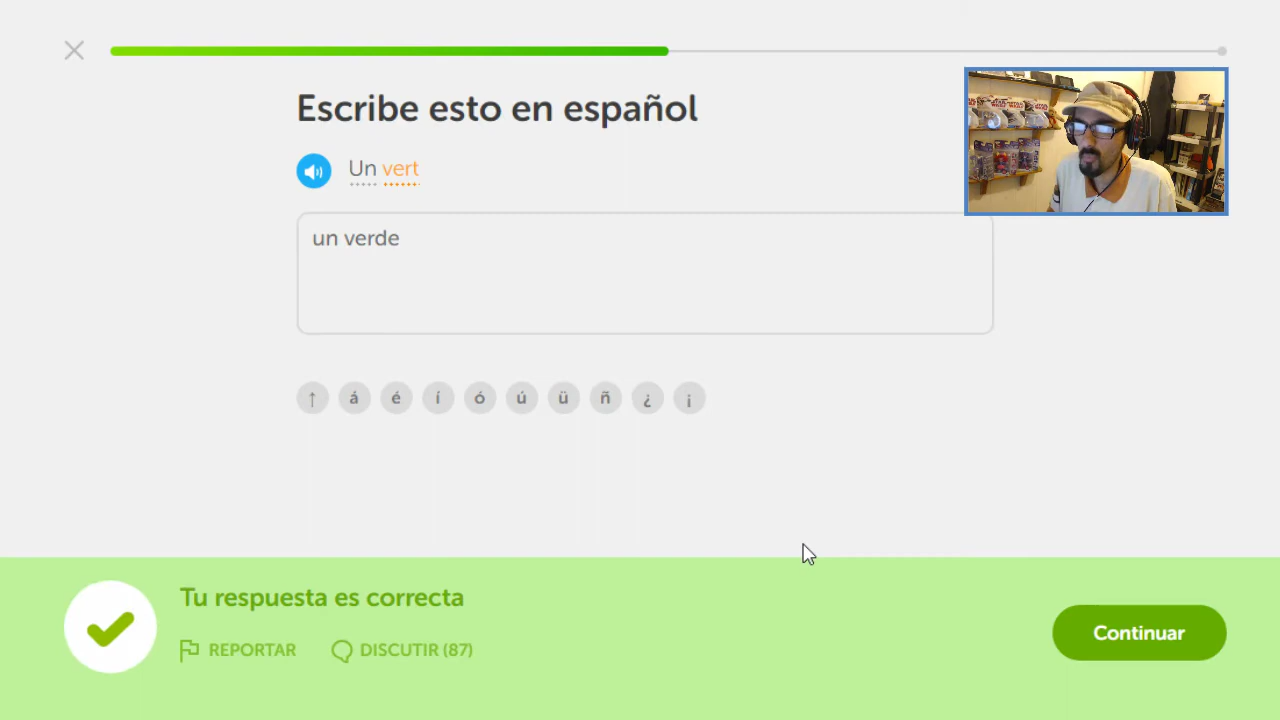 Escribe esto en español
Un vert
un verde
↑ á é í ó ú ü ñ ¿ ¡
Tu respuesta es correcta
REPORTAR DISCUTIR (87)
Continuar